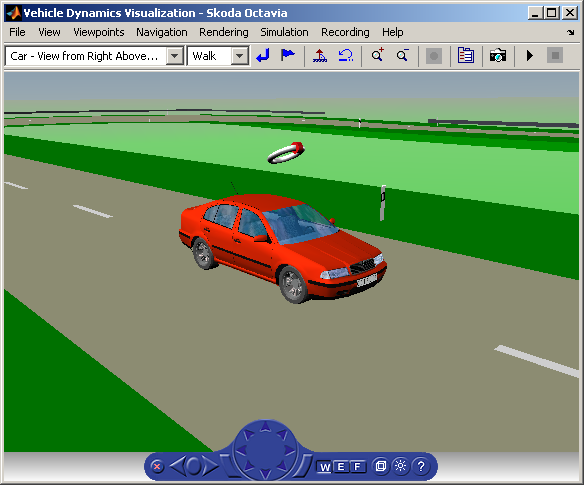 Vehicle Dynamics Visualization - Skoda Octavia
File View Viewpoints Navigation Rendering Simulation Recording Help
Car - View from Right Above... Walk
W E F ?